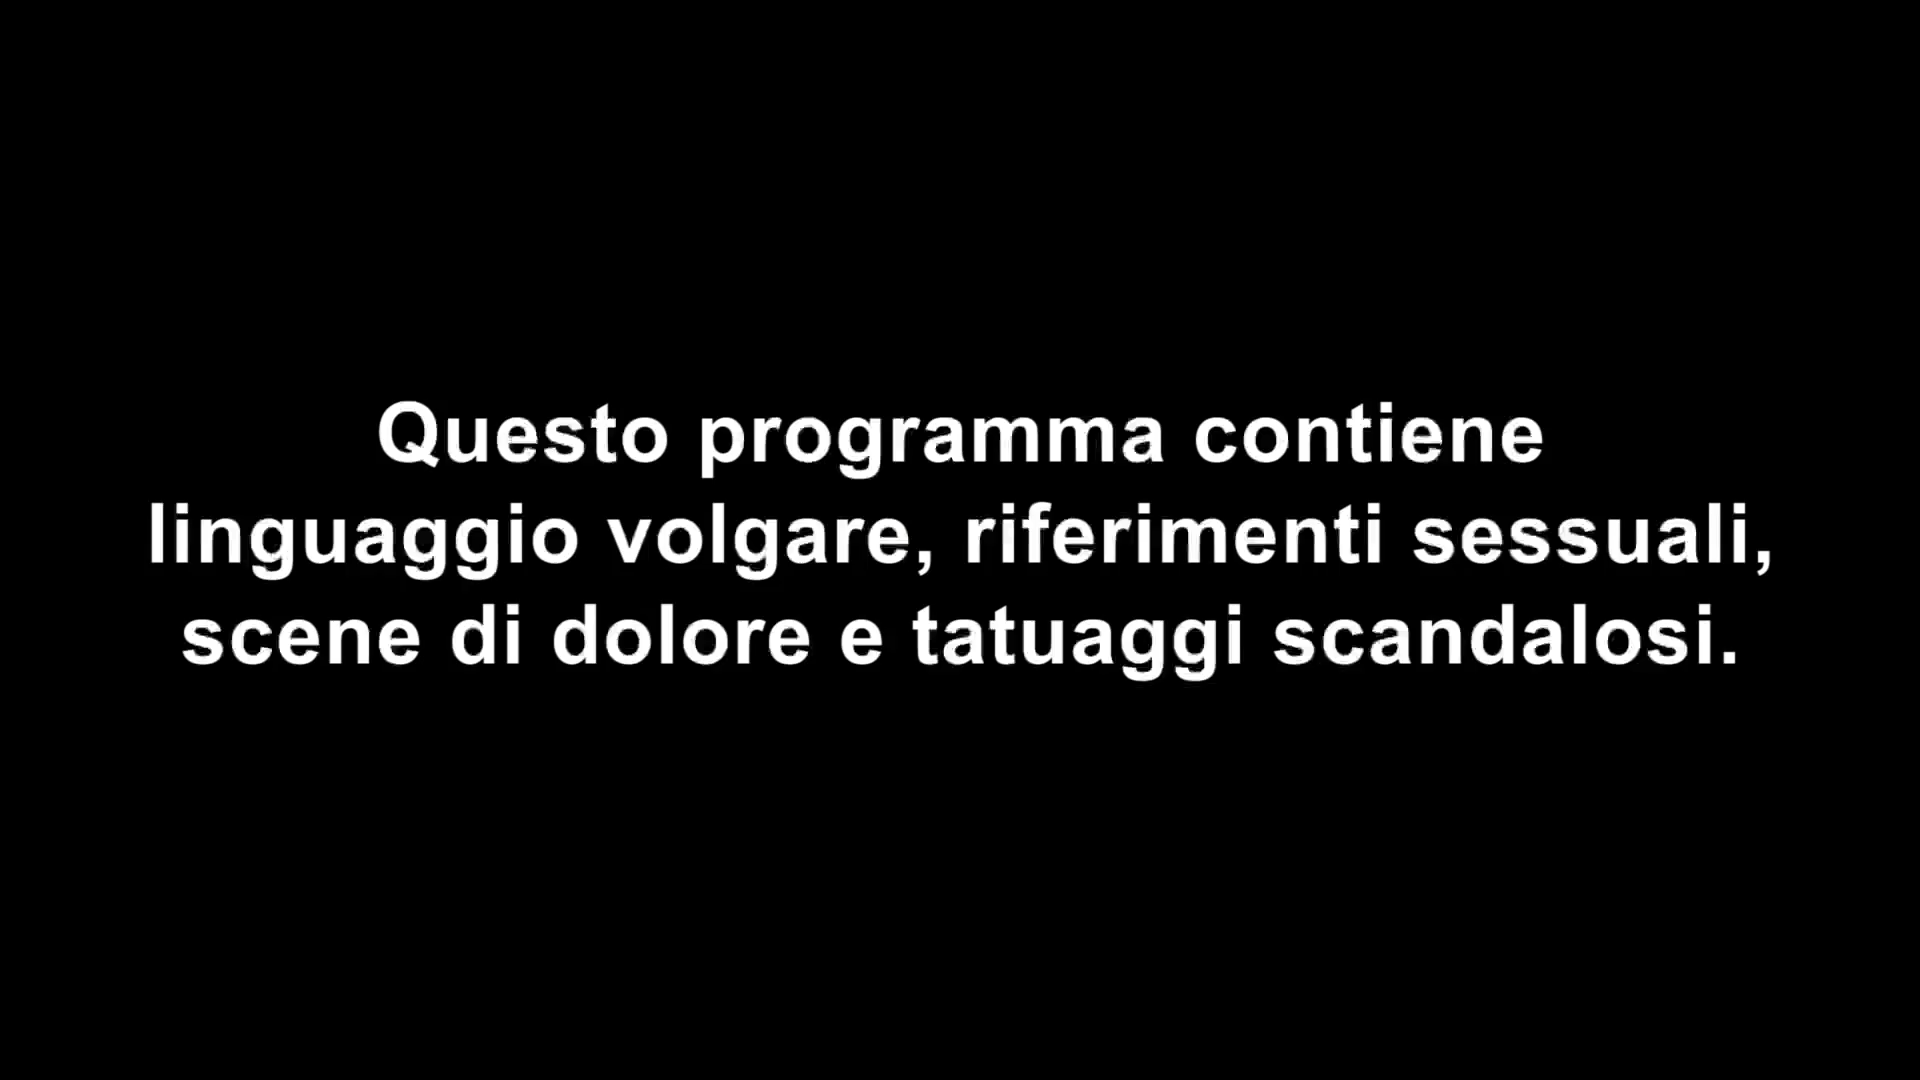 Questo programma contiene
linguaggio volgare, riferimenti sessuali,
scene di dolore e tatuaggi scandalosi.